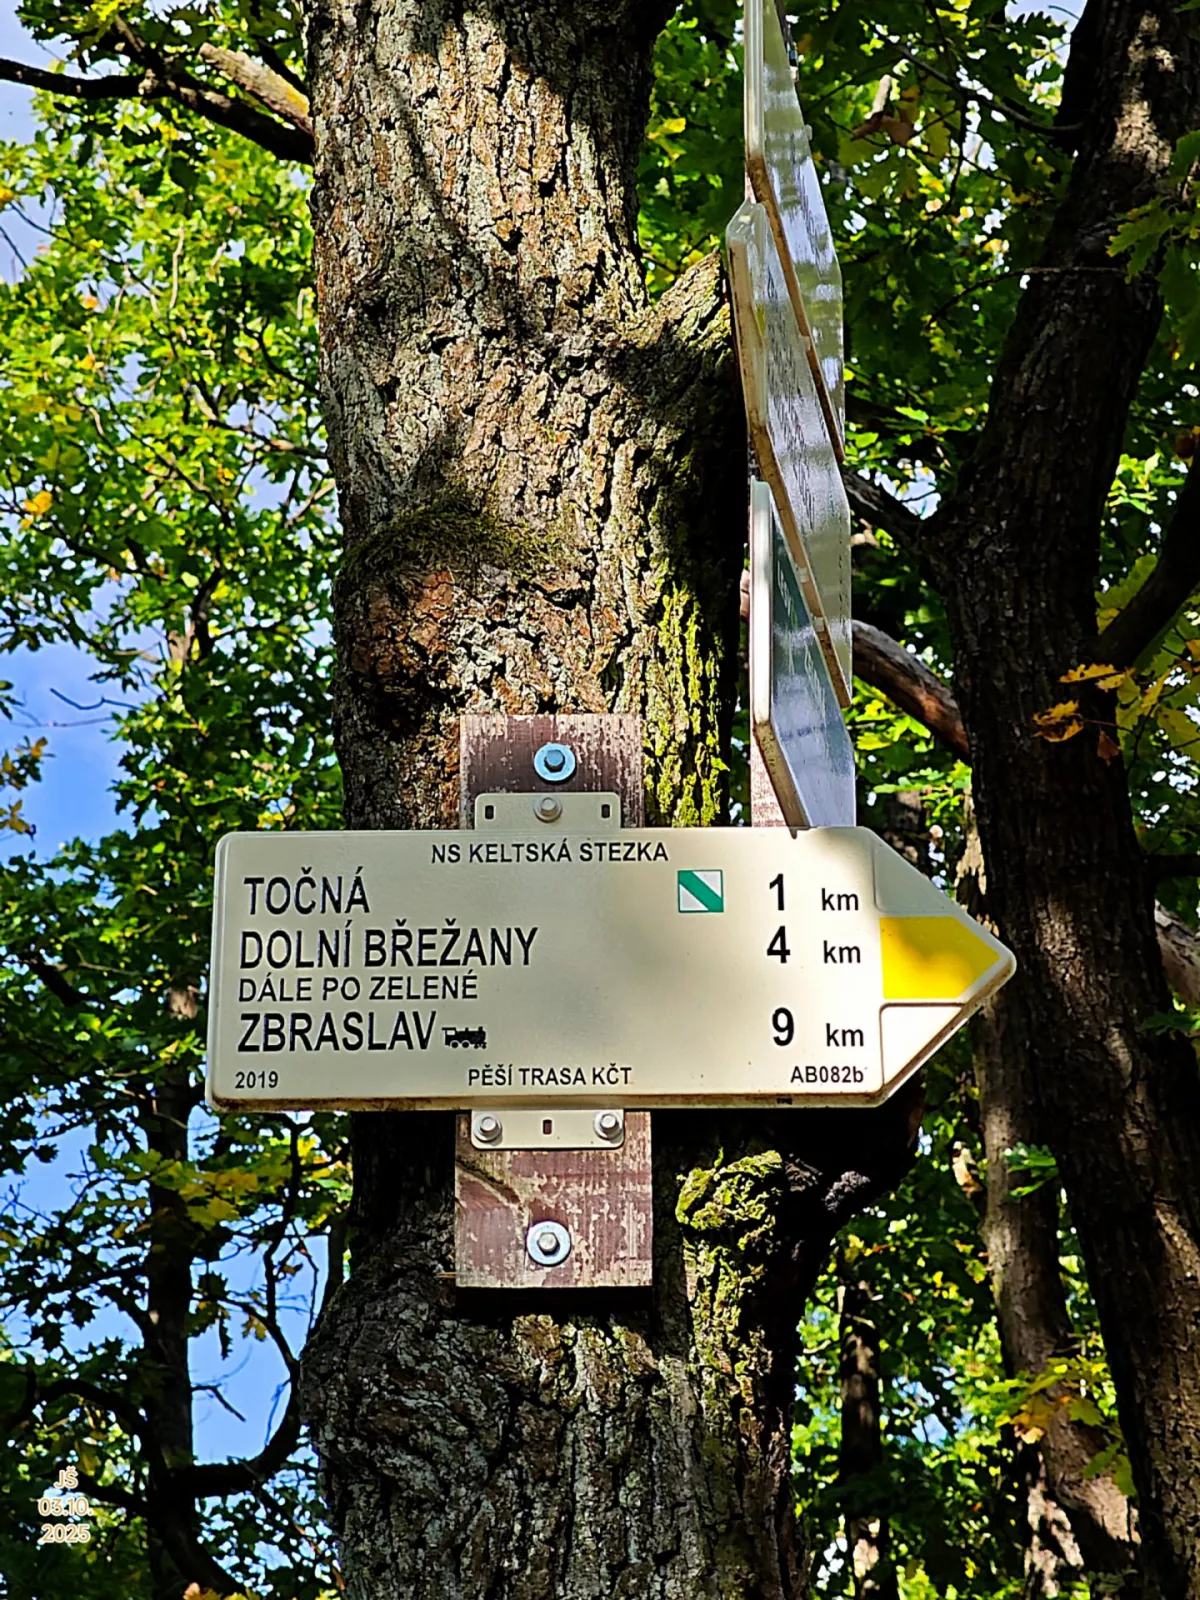 NS KELTSKÁ STEZKA
TOČNÁ 1 km
DOLNÍ BŘEŽANY 4 km
DÁLE PO ZELENÉ
ZBRASLAV 9 km
2019 PĚŠÍ TRASA KČT AB082b
JŠ
03.10.
2025